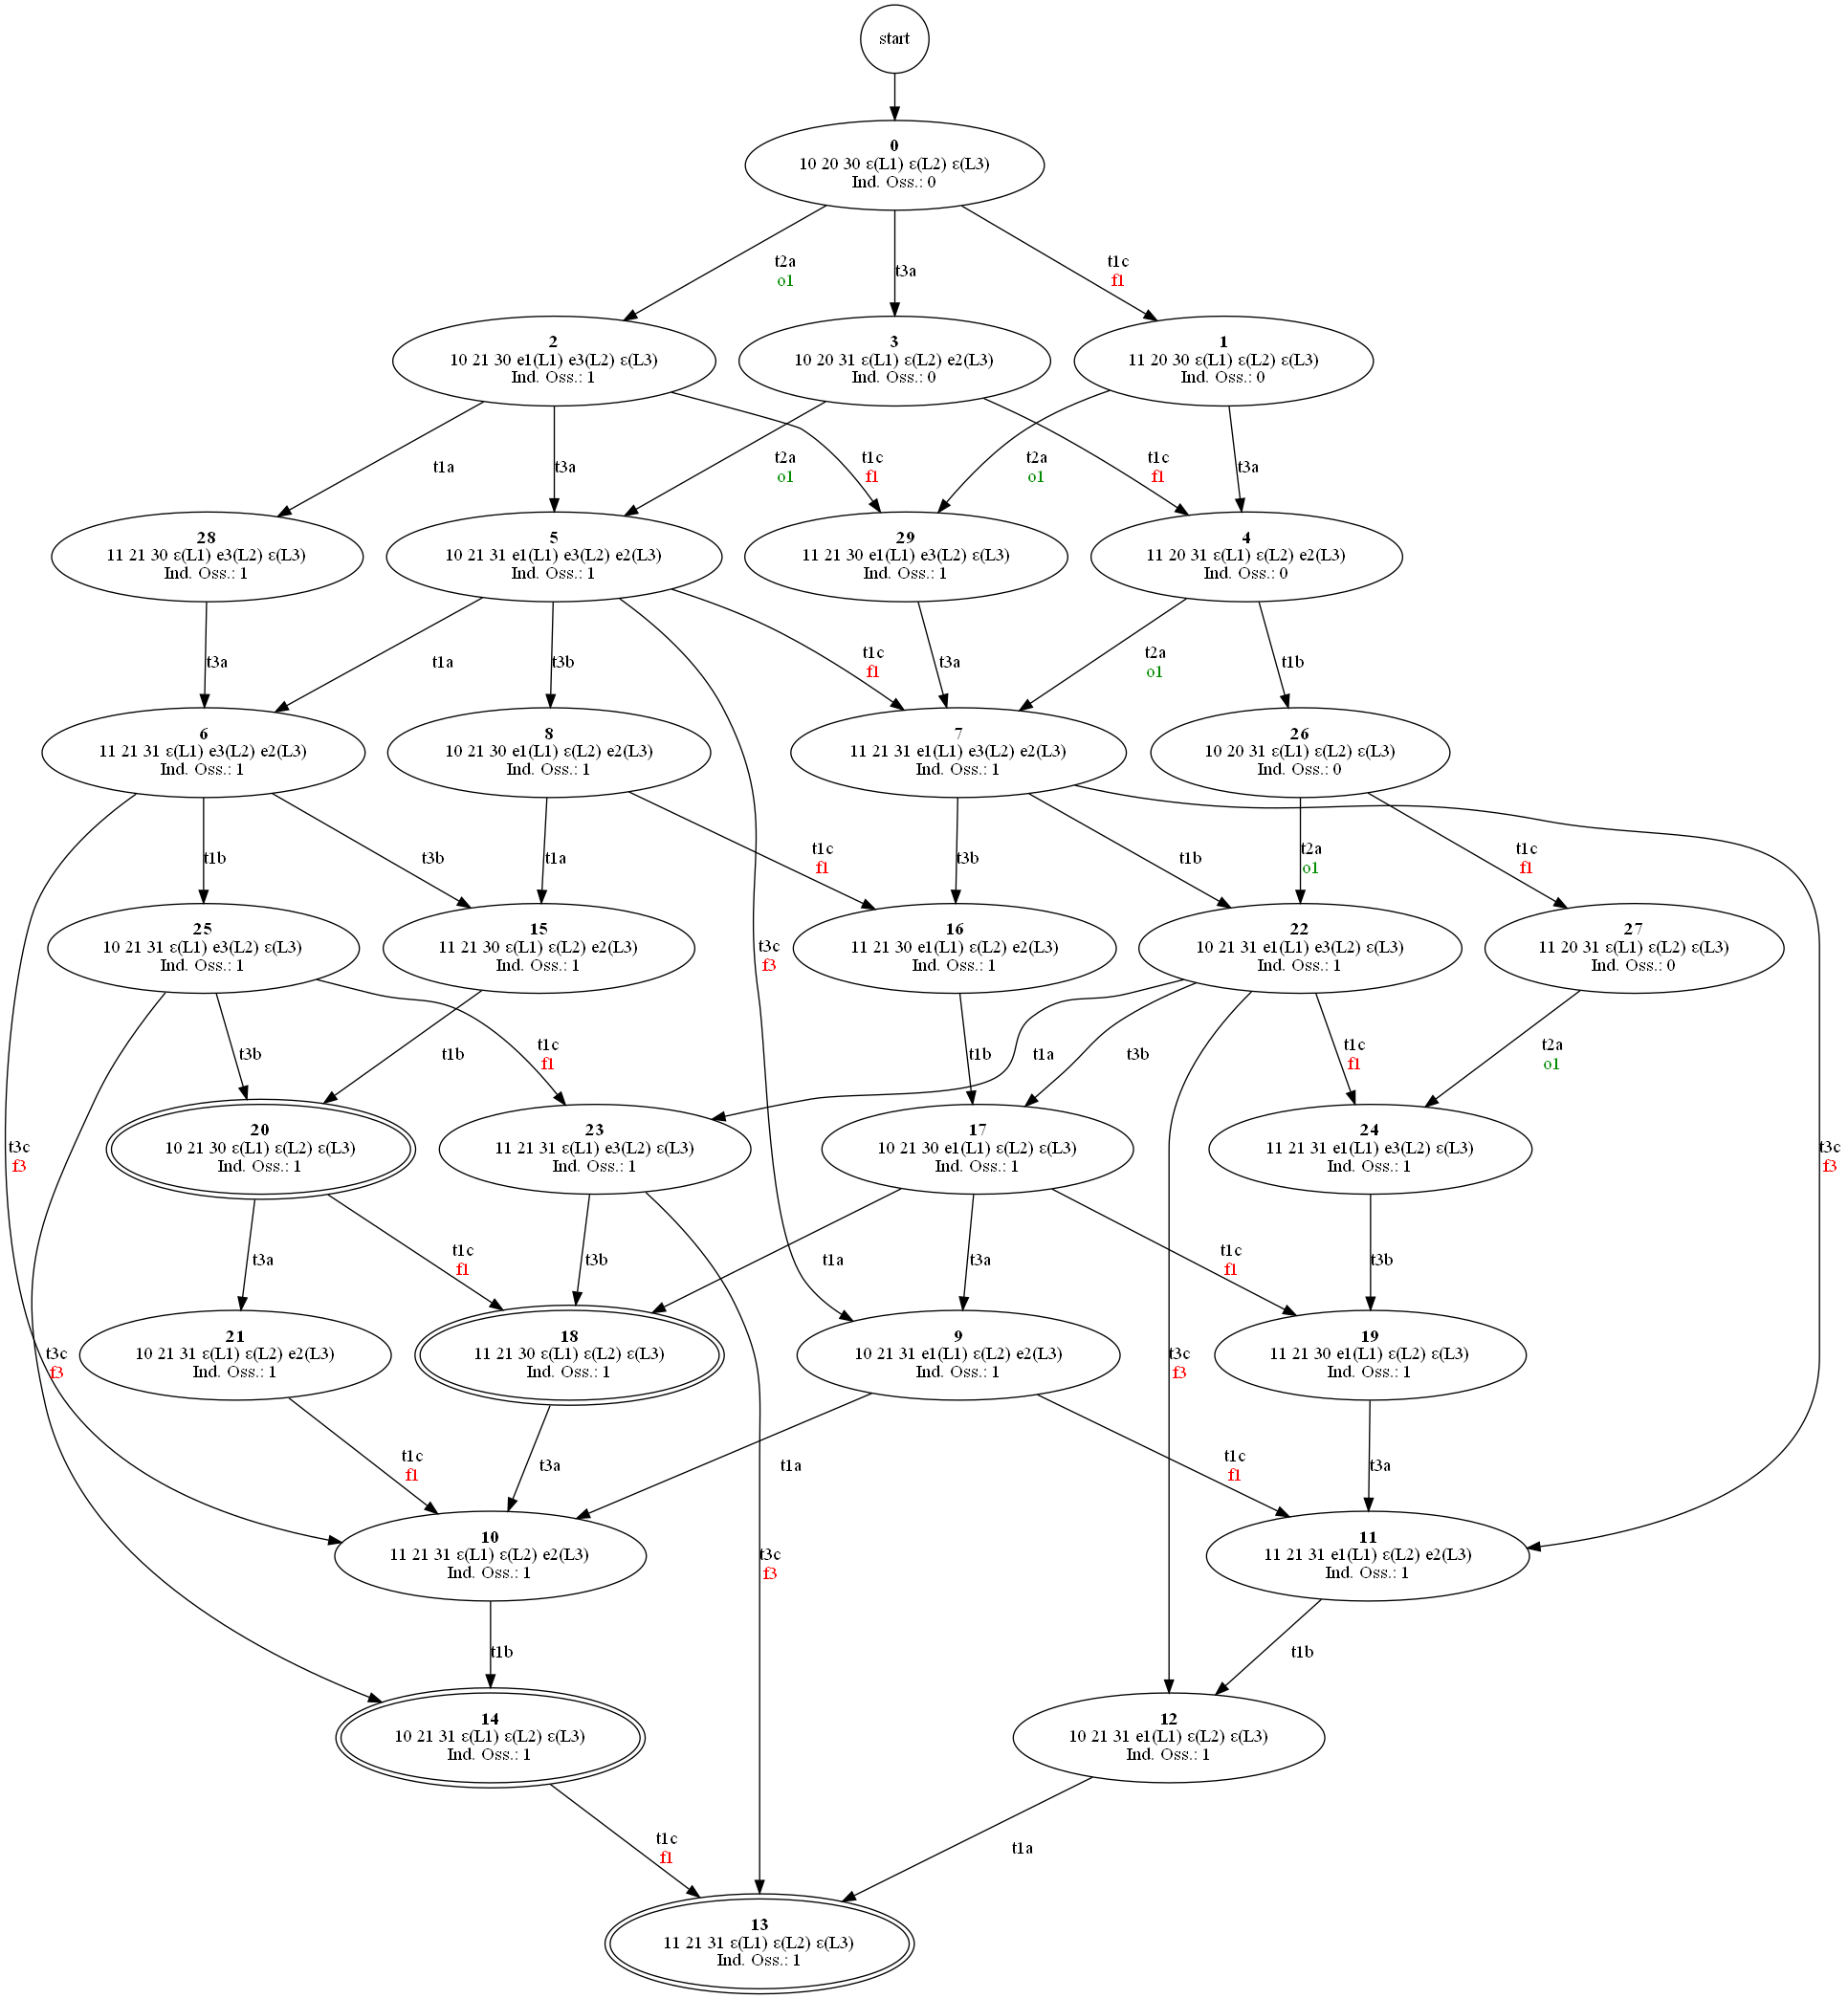 start
0
10 20 30 ε(L1) ε(L2) ε(L3)
Ind. Oss.: 0
t2a
o1
t3a
t1c
f1
2
10 21 30 e1(L1) e3(L2) ε(L3)
Ind. Oss.: 1
3
10 20 31 ε(L1) ε(L2) e2(L3)
Ind. Oss.: 0
1
11 20 30 ε(L1) ε(L2) ε(L3)
Ind. Oss.: 0
t1a
t3a
t2a
o1
t1c
f1
t2a
o1
t1c
f1
t3a
28
11 21 30 ε(L1) e3(L2) ε(L3)
Ind. Oss.: 1
5
10 21 31 e1(L1) e3(L2) e2(L3)
Ind. Oss.: 1
29
11 21 30 e1(L1) e3(L2) ε(L3)
Ind. Oss.: 1
4
11 20 31 ε(L1) ε(L2) e2(L3)
Ind. Oss.: 0
t3a
t1a
t3b
t1c
f1
t3a
t2a
o1
t1b
6
11 21 31 ε(L1) e3(L2) e2(L3)
Ind. Oss.: 1
8
10 21 30 e1(L1) ε(L2) e2(L3)
Ind. Oss.: 1
7
11 21 31 e1(L1) e3(L2) e2(L3)
Ind. Oss.: 1
26
10 20 31 ε(L1) ε(L2) ε(L3)
Ind. Oss.: 0
t1b
t3b
t1a
t1c
f1
t3b
t1b
t2a
o1
t1c
f1
25
10 21 31 ε(L1) e3(L2) ε(L3)
Ind. Oss.: 1
15
11 21 30 ε(L1) ε(L2) e2(L3)
Ind. Oss.: 1
t3c
f3
16
11 21 30 e1(L1) ε(L2) e2(L3)
Ind. Oss.: 1
22
10 21 31 e1(L1) e3(L2) ε(L3)
Ind. Oss.: 1
27
11 20 31 ε(L1) ε(L2) ε(L3)
Ind. Oss.: 0
t3b
t1b
t1c
f1
t1b
t1a
t3b
t1c
f1
t2a
o1
t3c
f3
20
10 21 30 ε(L1) ε(L2) ε(L3)
Ind. Oss.: 1
23
11 21 31 ε(L1) e3(L2) ε(L3)
Ind. Oss.: 1
17
10 21 30 e1(L1) ε(L2) ε(L3)
Ind. Oss.: 1
24
11 21 31 e1(L1) e3(L2) ε(L3)
Ind. Oss.: 1
t3c
f3
t3a
t1c
f1
t3b
t1a
t3a
t1c
f1
t3b
t3c
f3
21
10 21 31 ε(L1) ε(L2) e2(L3)
Ind. Oss.: 1
18
11 21 30 ε(L1) ε(L2) ε(L3)
Ind. Oss.: 1
9
10 21 31 e1(L1) ε(L2) e2(L3)
Ind. Oss.: 1
t3c
f3
19
11 21 30 e1(L1) ε(L2) ε(L3)
Ind. Oss.: 1
t1c
f1
t3a
t1a
t1c
f1
t3a
10
11 21 31 ε(L1) ε(L2) e2(L3)
Ind. Oss.: 1
t3c
f3
11
11 21 31 e1(L1) ε(L2) e2(L3)
Ind. Oss.: 1
t1b
t1b
14
10 21 31 ε(L1) ε(L2) ε(L3)
Ind. Oss.: 1
12
10 21 31 e1(L1) ε(L2) ε(L3)
Ind. Oss.: 1
t1c
f1
t1a
13
11 21 31 ε(L1) ε(L2) ε(L3)
Ind. Oss.: 1